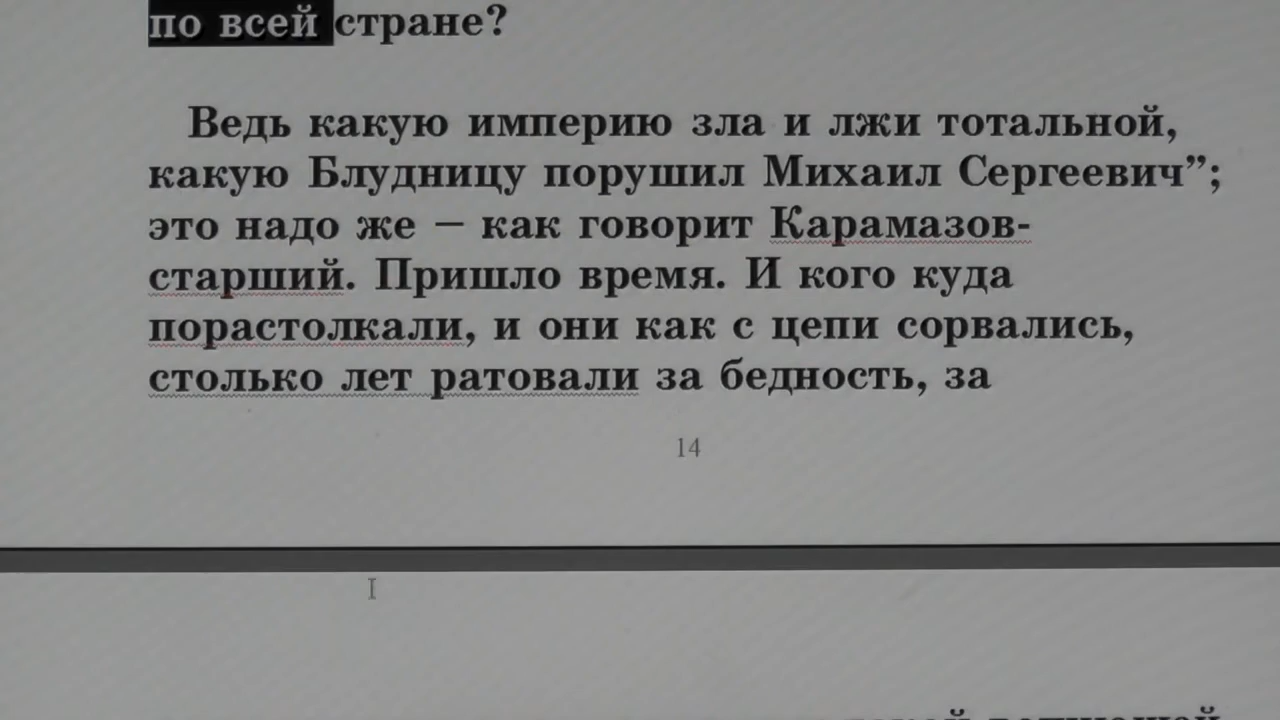 по всей стране?
Ведь какую империю зла и лжи тотальной,
какую Блудницу порушил Михаил Сергеевич”;
это надо же – как говорит Карамазов-
старший. Пришло время. И кого куда
порастолкали, и они как с цепи сорвались,
столько лет ратовали за бедность, за
14